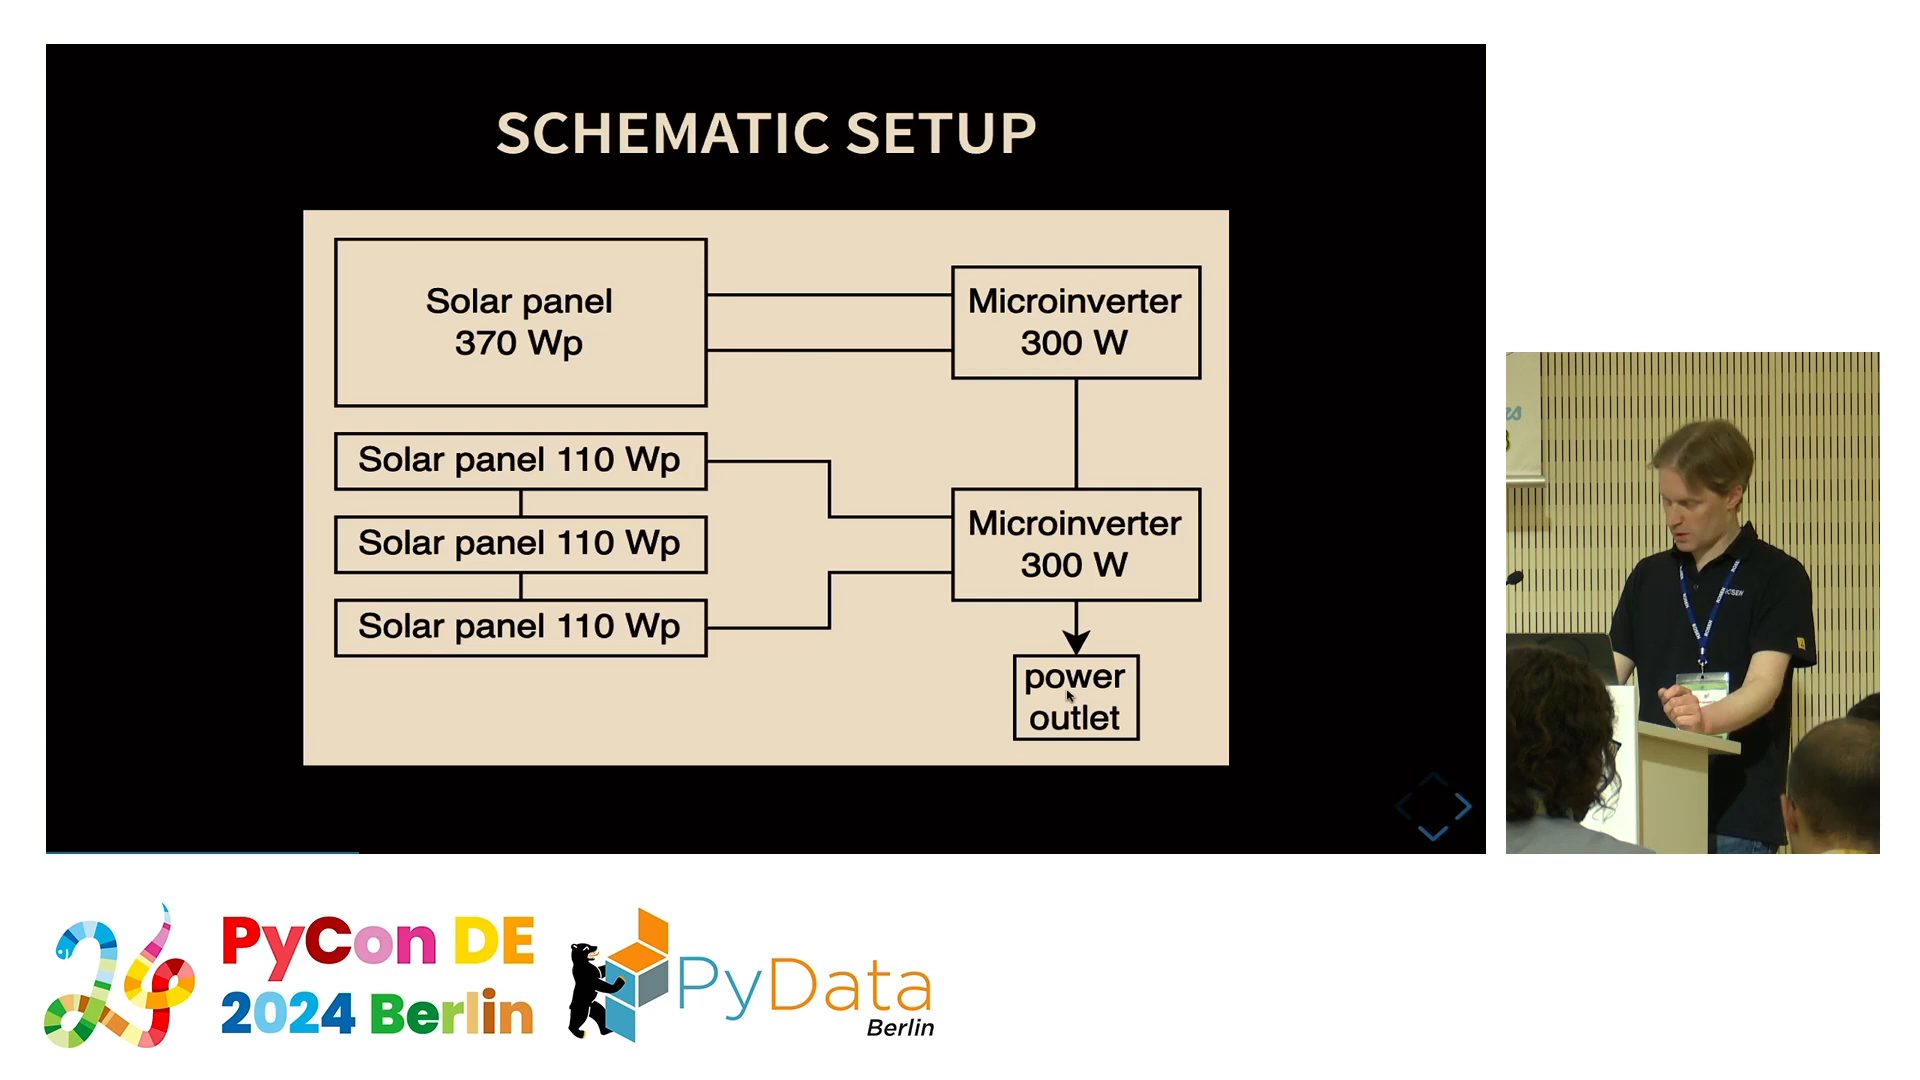 SCHEMATIC SETUP
Solar panel
370 Wp
Microinverter
300 W
Solar panel 110 Wp
Solar panel 110 Wp
Solar panel 110 Wp
Microinverter
300 W
power
outlet
PyCon DE
2024 Berlin
PyData
Berlin